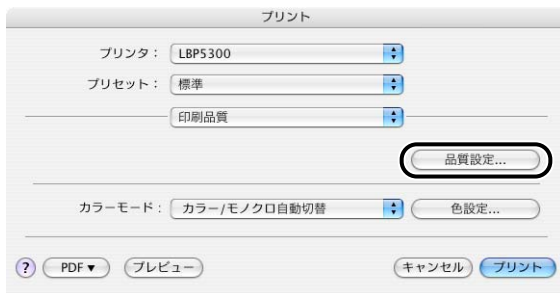 プリント
プリンタ： LBP5300
プリセット： 標準
印刷品質
品質設定...
カラーモード： カラー/モノクロ自動切替 色設定...
? PDF▼ プレビュー キャンセル プリント